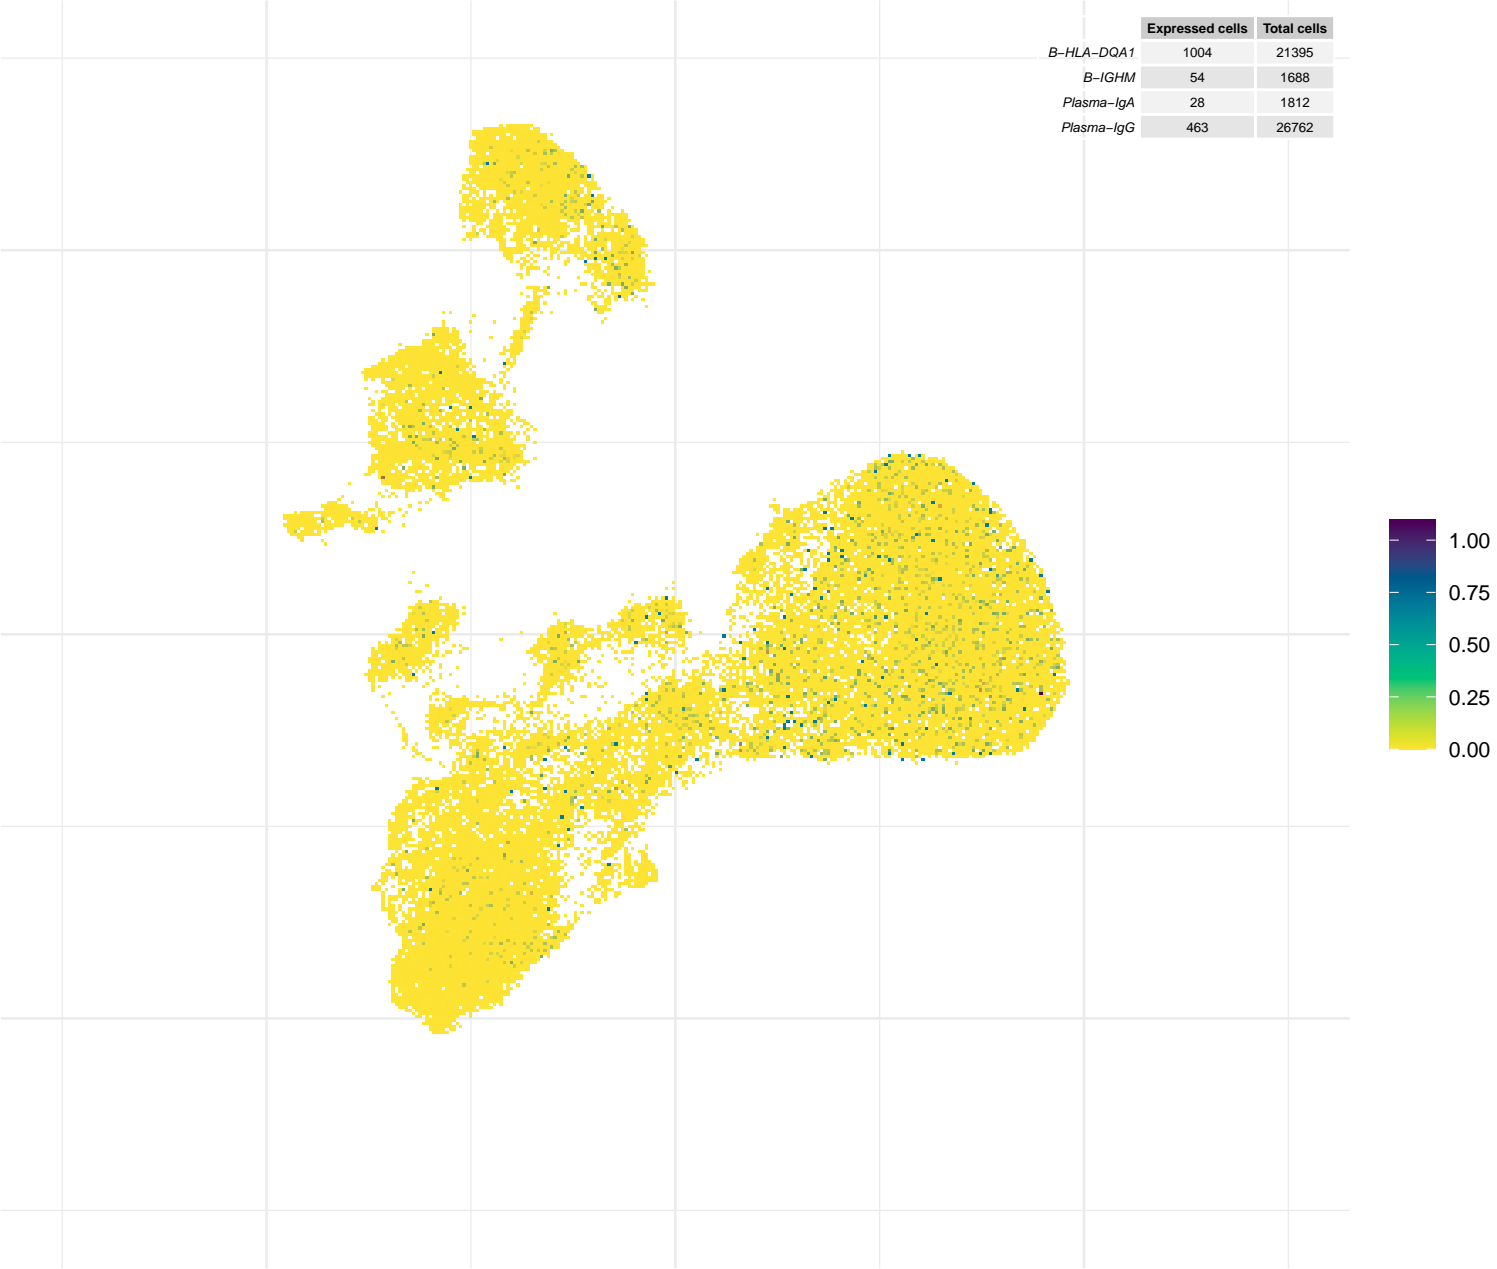 Expressed cells Total cells
B−HLA−DQA1 1004 21395
B−IGHM 54 1688
Plasma−IgA 28 1812
Plasma−IgG 463 26762
1.00
0.75
0.50
0.25
0.00